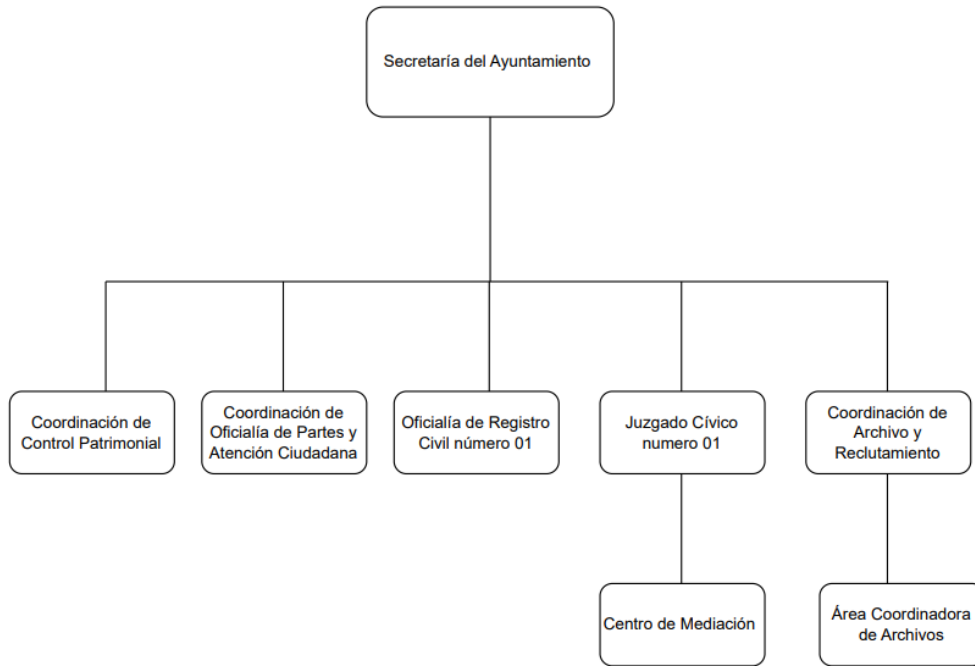 Secretaría del Ayuntamiento
Coordinación de
Control Patrimonial
Coordinación de
Oficialía de Partes y
Atención Ciudadana
Oficialía de Registro
Civil número 01
Juzgado Cívico
numero 01
Coordinación de
Archivo y
Reclutamiento
Centro de Mediación
Área Coordinadora
de Archivos